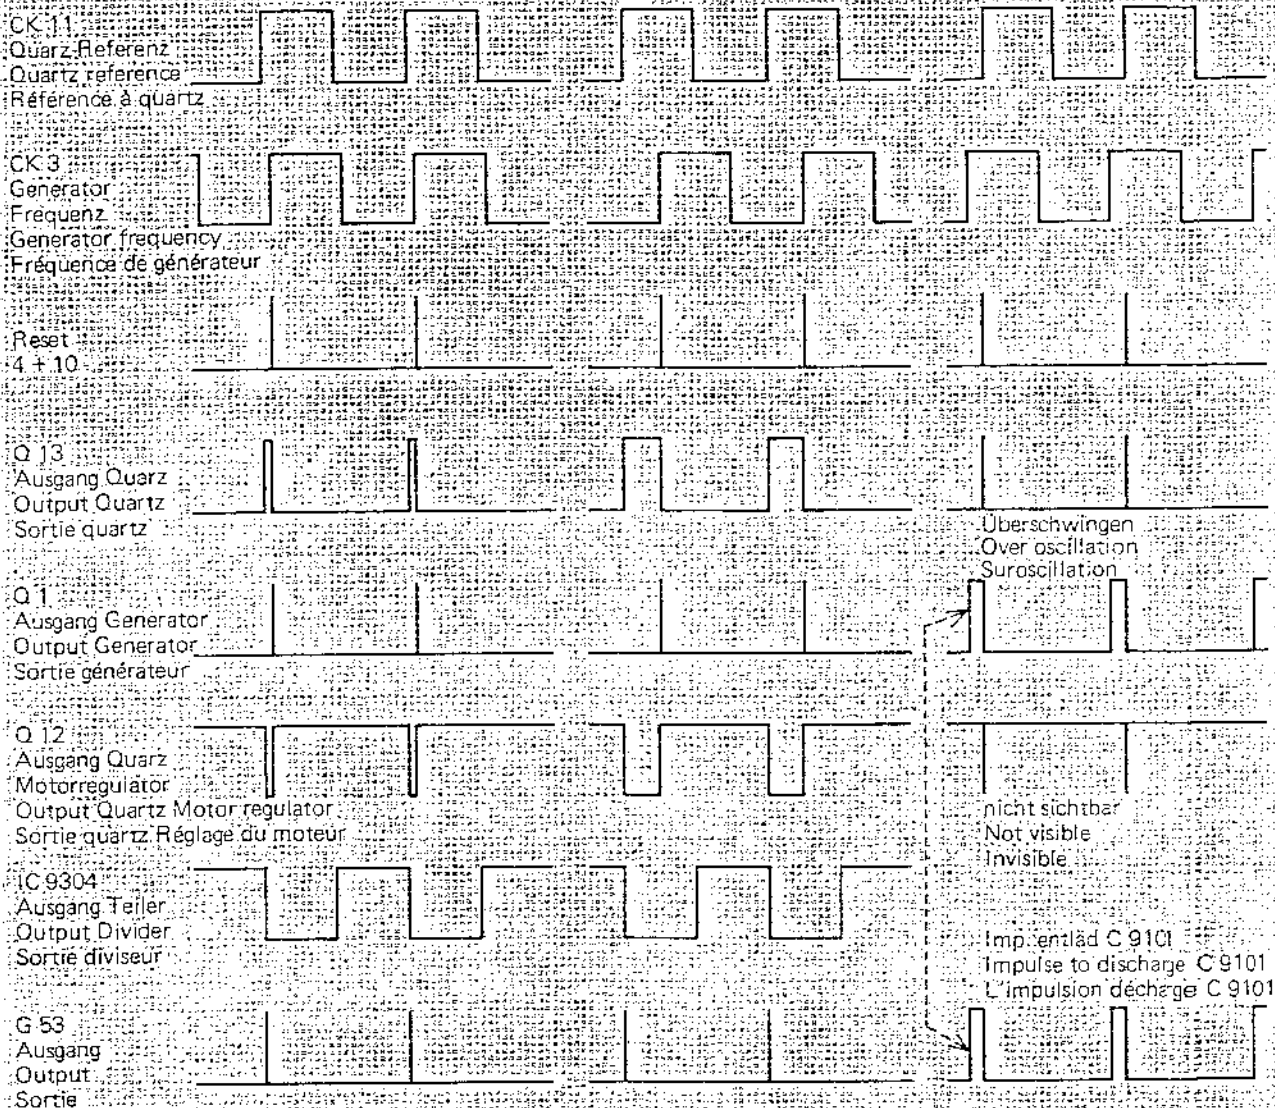 CK 11
Quarz-Referenz
Quartz reference
Référence à quartz
CK 3
Generator
Frequenz
Generator frequency
Fréquence de générateur
Reset
4 + 10
Q 13
Ausgang Quarz
Output Quartz
Sortie quartz
Überschwingen
Over oscillation
Suroscillation
Q 1
Ausgang Generator
Output Generator
Sortie générateur
Q 12
Ausgang Quarz
Motorregulator
Output Quartz Motor regulator
Sortie quartz Réglage du moteur
nicht sichtbar
Not visible
Invisible
IC 9304
Ausgang Teiler
Output Divider
Sortie diviseur
Imp. entläd C 9101
Impulse to discharge C 9101
L'impulsion décharge C 9101
G 53
Ausgang
Output
Sortie